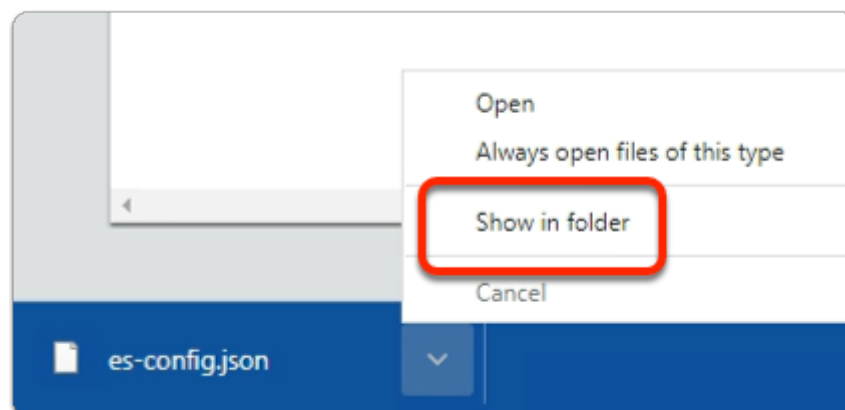 Open
Always open files of this type
Show in folder
Cancel
es-config.json